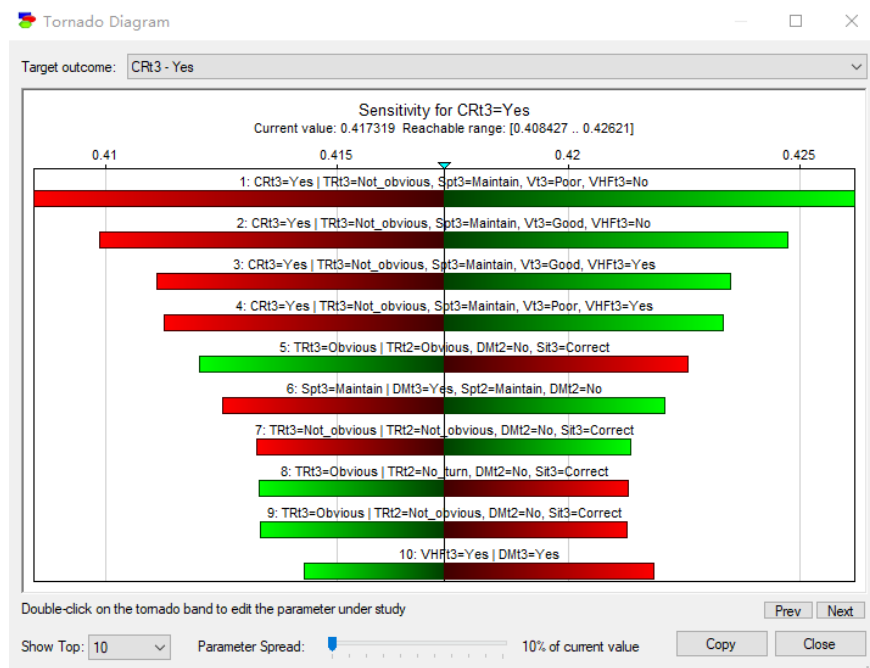 Tornado Diagram
Target outcome: CRt3 - Yes
Sensitivity for CRt3=Yes
Current value: 0.417319 Reachable range: [0.408427 .. 0.42621]
0.41 0.415 0.42 0.425
1: CRt3=Yes | TRt3=Not_obvious, Spt3=Maintain, Vt3=Poor, VHFt3=No
2: CRt3=Yes | TRt3=Not_obvious, Spt3=Maintain, Vt3=Good, VHFt3=No
3: CRt3=Yes | TRt3=Not_obvious, Spt3=Maintain, Vt3=Good, VHFt3=Yes
4: CRt3=Yes | TRt3=Not_obvious, Spt3=Maintain, Vt3=Poor, VHFt3=Yes
5: TRt3=Obvious | TRt2=Obvious, DMt2=No, Sit3=Correct
6: Spt3=Maintain | DMt3=Yes, Spt2=Maintain, DMt2=No
7: TRt3=Not_obvious | TRt2=Not_obvious, DMt2=No, Sit3=Correct
8: TRt3=Obvious | TRt2=No_turn, DMt2=No, Sit3=Correct
9: TRt3=Obvious | TRt2=Not_obvious, DMt2=No, Sit3=Correct
10: VHFt3=Yes | DMt3=Yes
Double-click on the tornado band to edit the parameter under study
Prev Next
Show Top: 10 Parameter Spread: 10% of current value Copy Close